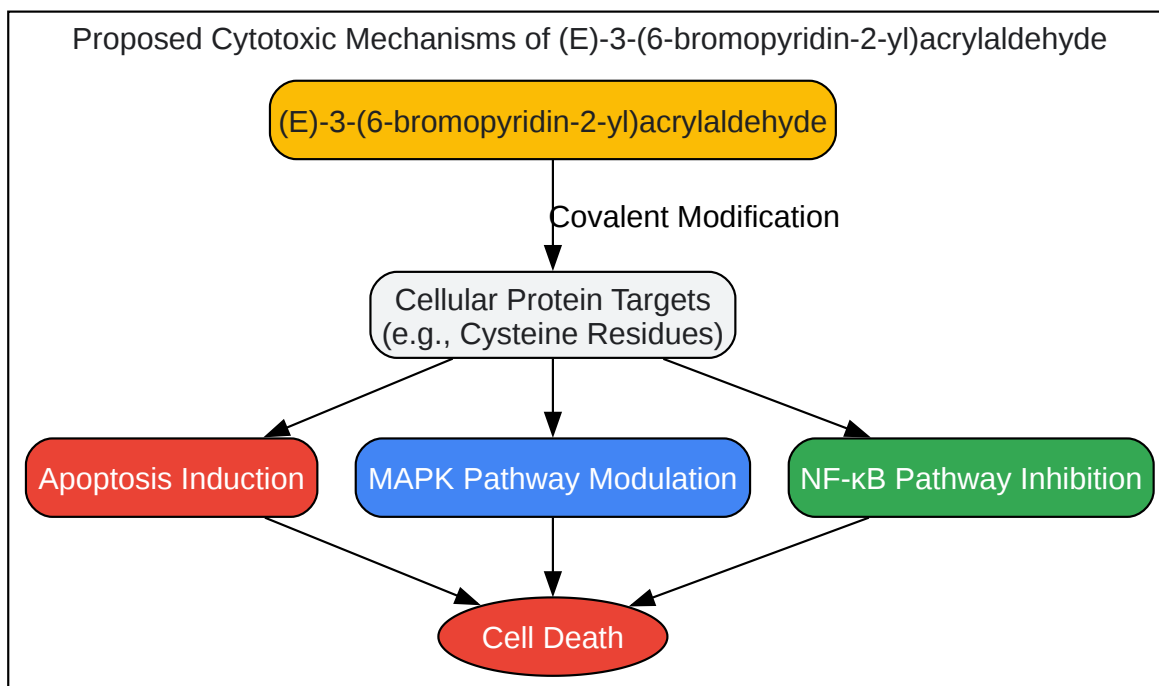 Proposed Cytotoxic Mechanisms of (E)-3-(6-bromopyridin-2-yl)acrylaldehyde
(E)-3-(6-bromopyridin-2-yl)acrylaldehyde
Covalent Modification
Cellular Protein Targets
(e.g., Cysteine Residues)
Apoptosis Induction
MAPK Pathway Modulation
NF-κB Pathway Inhibition
Cell Death